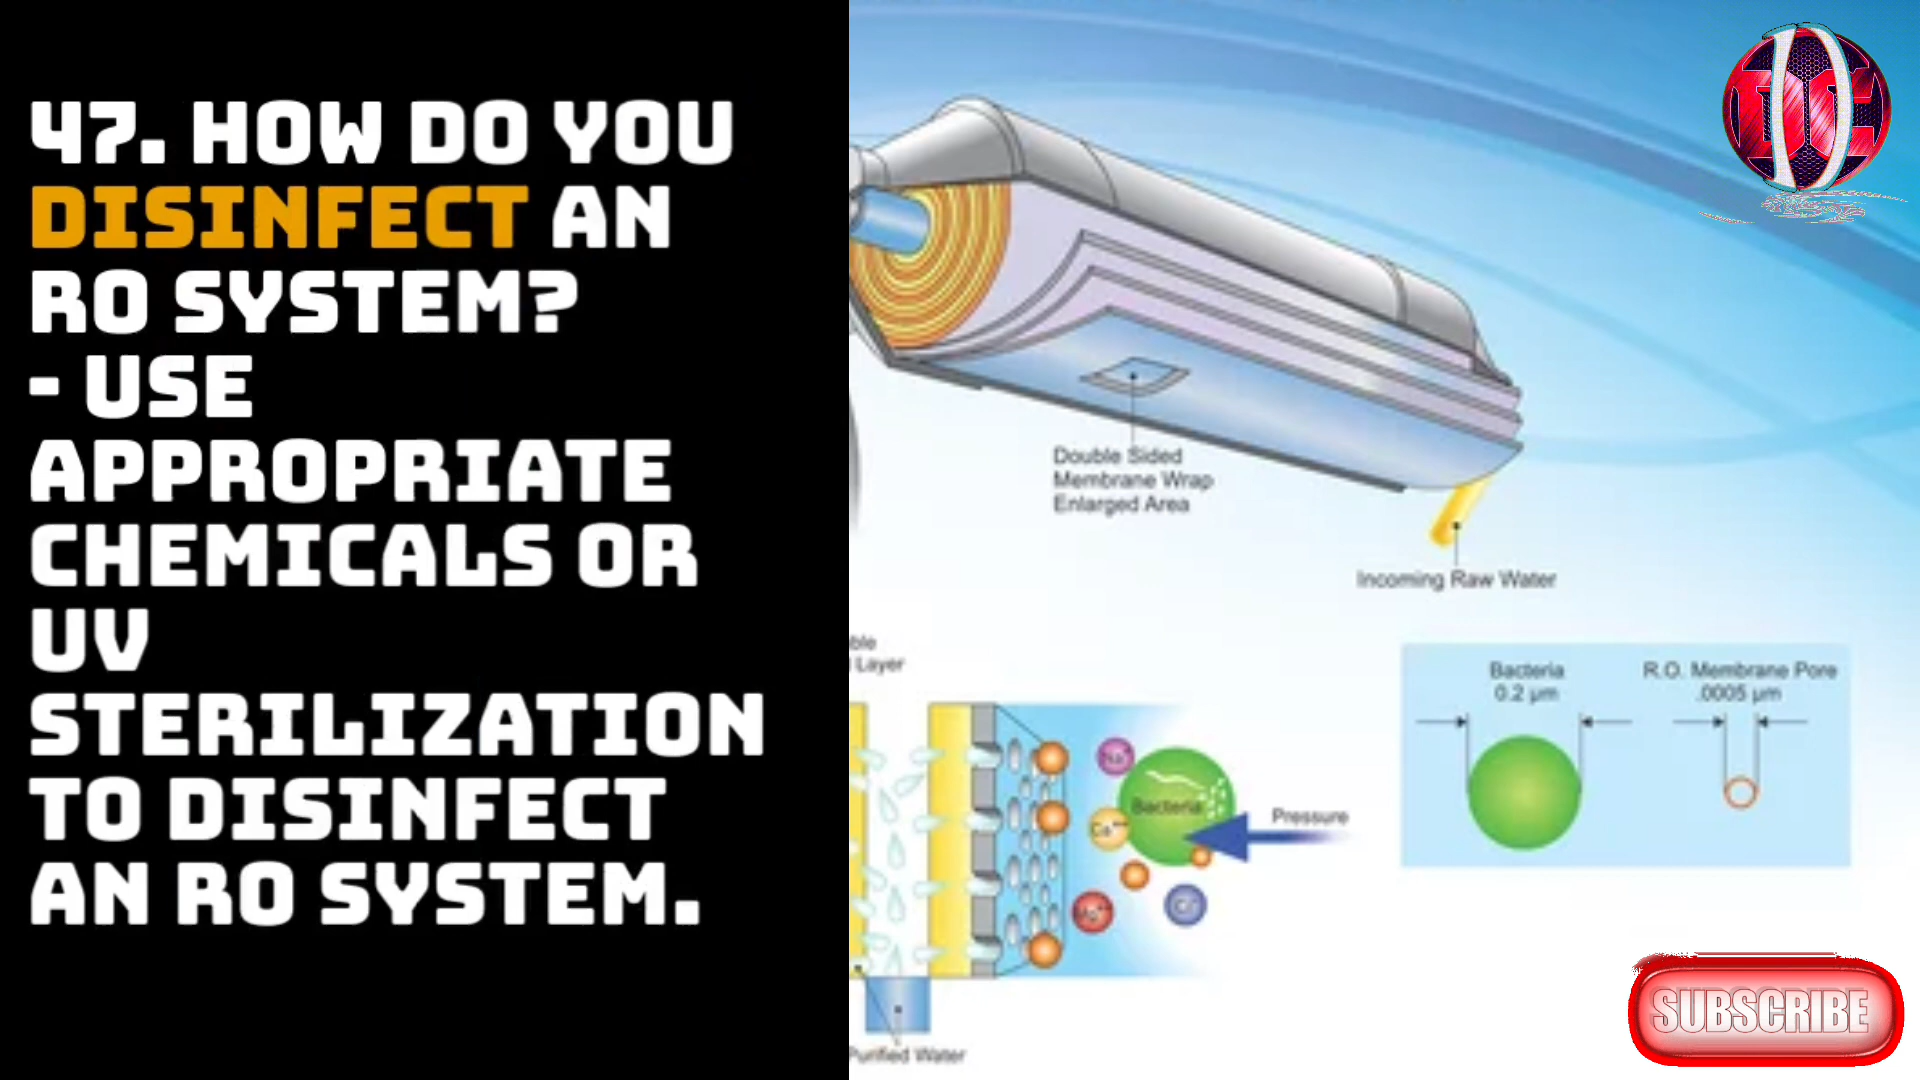 47. HOW DO YOU
DISINFECT AN
RO SYSTEM?
- USE
APPROPRIATE
CHEMICALS OR
UV
STERILIZATION
TO DISINFECT
AN RO SYSTEM.
Double Sided
Membrane Wrap
Enlarged Area
Incoming Raw Water
ble
Layer
Bacteria
0.2 µm
R.O. Membrane Pore
.0005 µm
Bacteria
Pressure
Purified Water
SUBSCRIBE